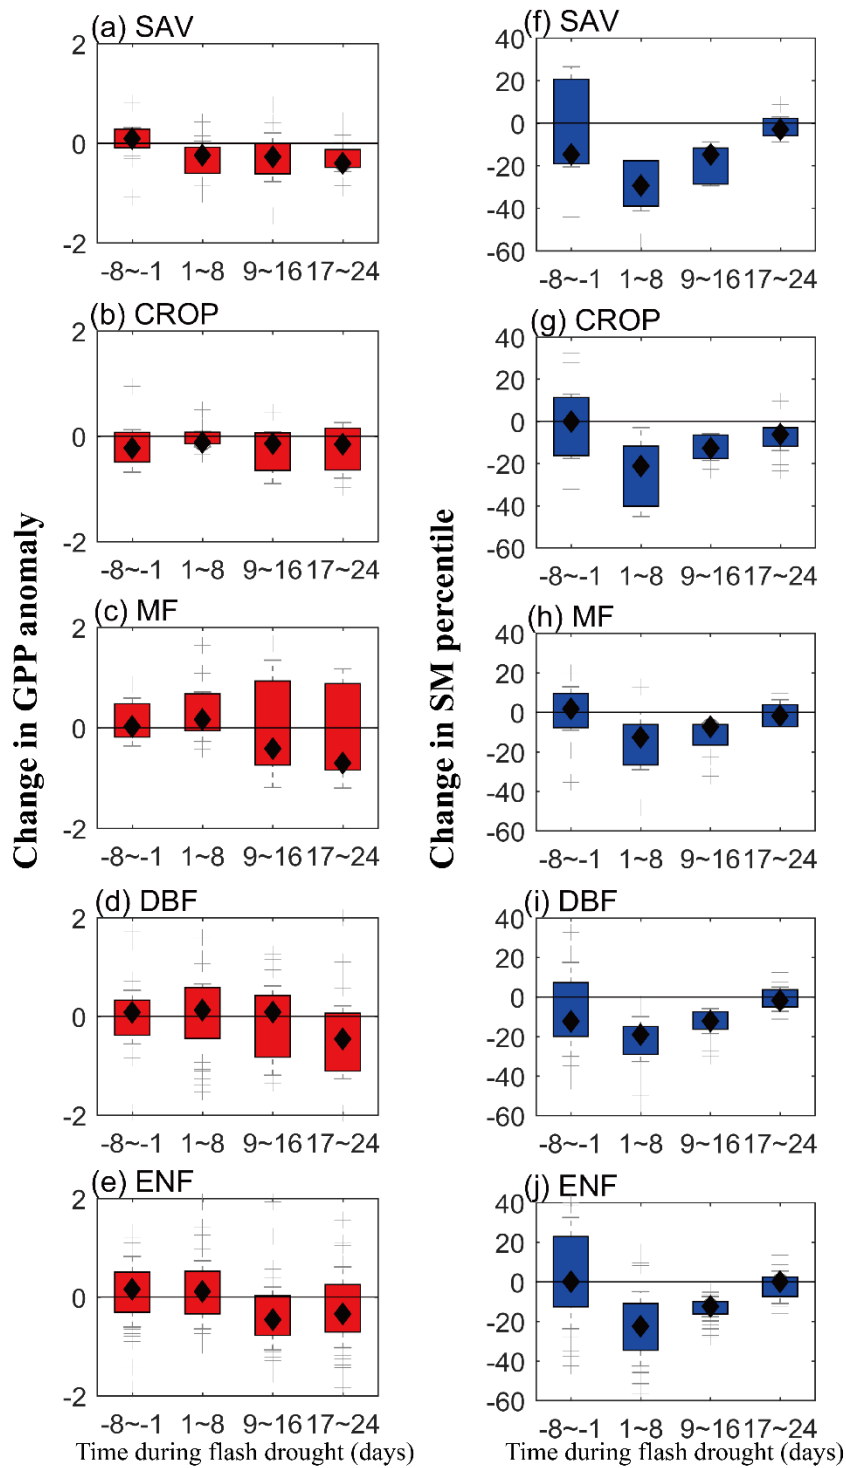 Change in GPP anomaly
(a) SAV
2
0
-2
-8~-1 1~8 9~16 17~24
(b) CROP
2
0
-2
-8~-1 1~8 9~16 17~24
(c) MF
2
0
-2
-8~-1 1~8 9~16 17~24
(d) DBF
2
0
-2
-8~-1 1~8 9~16 17~24
(e) ENF
2
0
-2
-8~-1 1~8 9~16 17~24
Time during flash drought (days)
Change in SM percentile
(f) SAV
40
20
0
-20
-40
-60
-8~-1 1~8 9~16 17~24
(g) CROP
40
20
0
-20
-40
-60
-8~-1 1~8 9~16 17~24
(h) MF
40
20
0
-20
-40
-60
-8~-1 1~8 9~16 17~24
(i) DBF
40
20
0
-20
-40
-60
-8~-1 1~8 9~16 17~24
(j) ENF
40
20
0
-20
-40
-60
-8~-1 1~8 9~16 17~24
Time during flash drought (days)